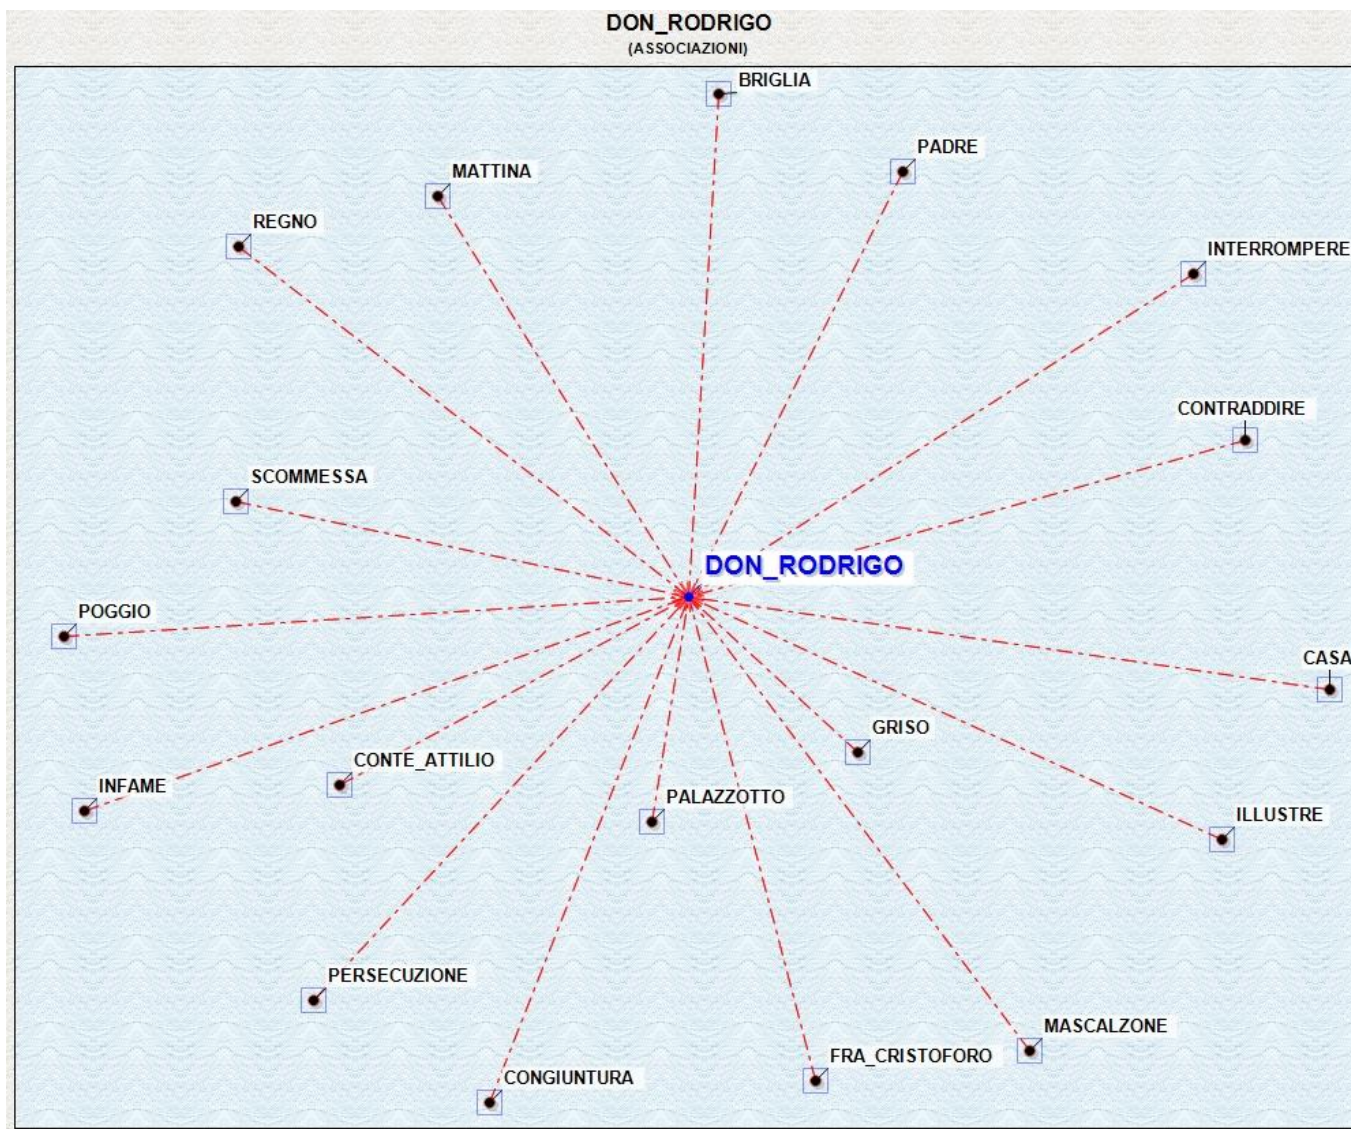 DON_RODRIGO
(ASSOCIAZIONI)
BRIGLIA
PADRE
MATTINA
REGNO
INTERROMPERE
CONTRADDIRE
SCOMMESSA
DON_RODRIGO
POGGIO
CASA
GRISO
CONTE_ATTILIO
INFAME
PALAZZOTTO
ILLUSTRE
PERSECUZIONE
MASCALZONE
FRA_CRISTOFORO
CONGIUNTURA